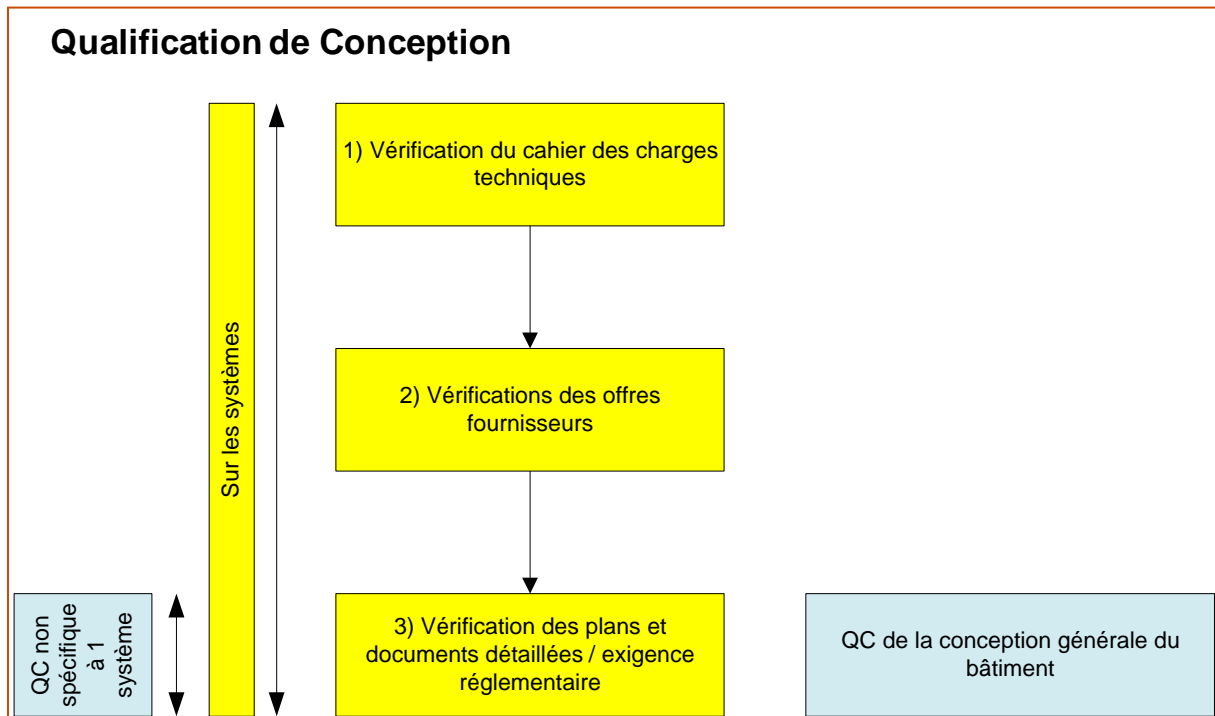 Qualification de Conception
1) Vérification du cahier des charges
techniques
Sur les systèmes
2) Vérifications des offres
fournisseurs
QC non
spécifique
à 1
système
3) Vérification des plans et
documents détaillées / exigence
réglementaire
QC de la conception générale du
bâtiment